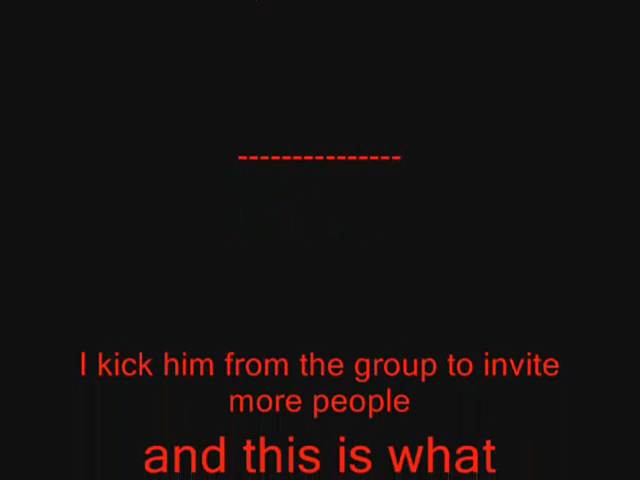 ---------------
I kick him from the group to invite
more people
and this is what